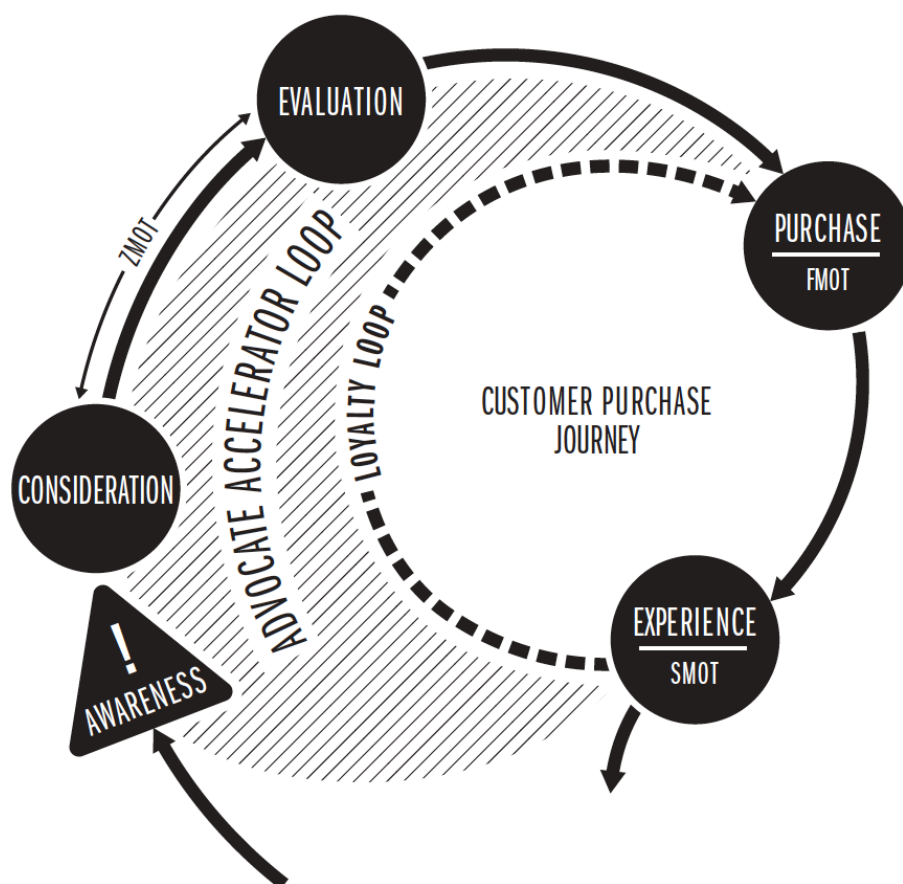 EVALUATION
ZMOT
PURCHASE
FMOT
ADVOCATE ACCELERATOR LOOP
LOYALTY LOOP
CUSTOMER PURCHASE
JOURNEY
CONSIDERATION
!
AWARENESS
EXPERIENCE
SMOT